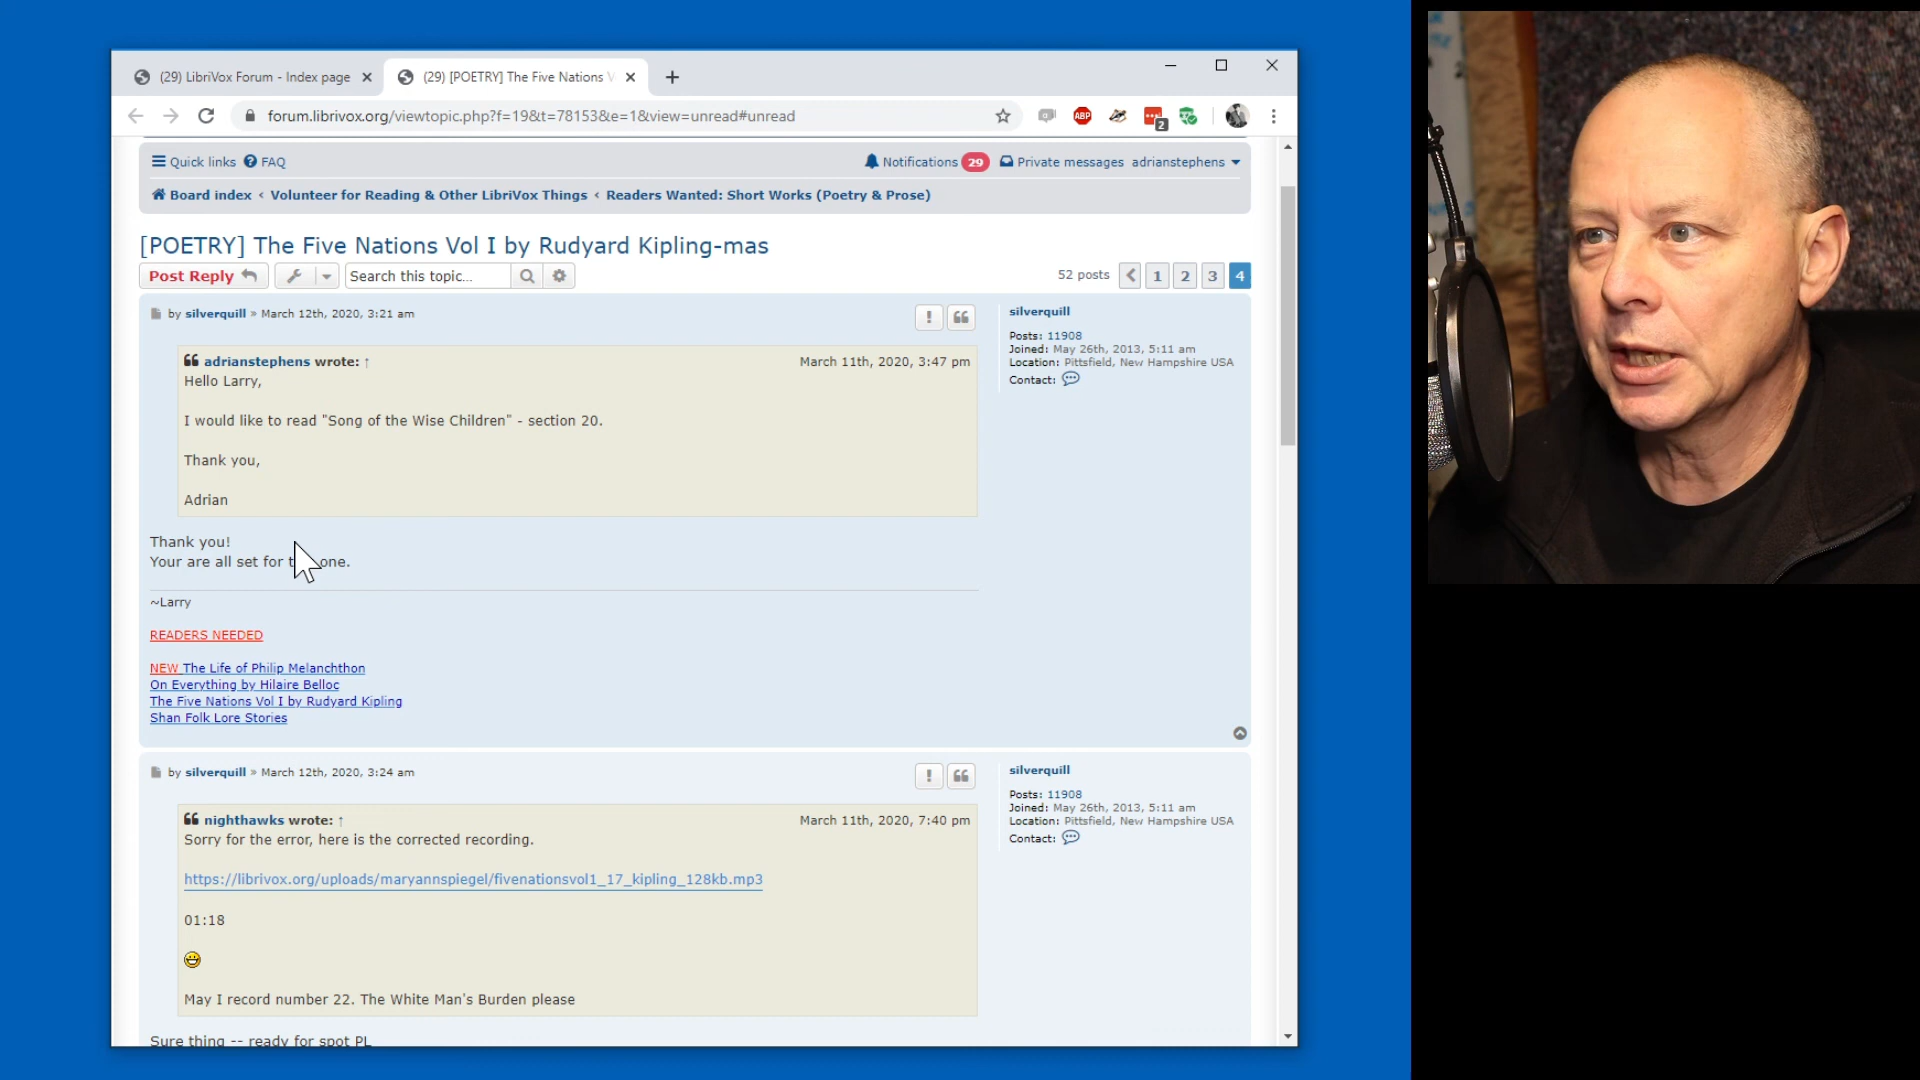 (29) LibriVox Forum - Index page
(29) [POETRY] The Five Nations V
forum.librivox.org/viewtopic.php?f=19&t=78153&e=1&view=unread#unread
ABP
2
Quick links FAQ
Notifications 29 Private messages adrianstephens
Board index ‹ Volunteer for Reading & Other LibriVox Things ‹ Readers Wanted: Short Works (Poetry & Prose)
[POETRY] The Five Nations Vol I by Rudyard Kipling-mas
Post Reply Search this topic... 52 posts 1 2 3 4
by silverquill » March 12th, 2020, 3:21 am
silverquill
Posts: 11908
Joined: May 26th, 2013, 5:11 am
Location: Pittsfield, New Hampshire USA
Contact:
adrianstephens wrote: ↑ March 11th, 2020, 3:47 pm
Hello Larry,
I would like to read "Song of the Wise Children" - section 20.
Thank you,
Adrian
Thank you!
Your are all set for one.
~Larry
READERS NEEDED
NEW The Life of Philip Melanchthon
On Everything by Hilaire Belloc
The Five Nations Vol I by Rudyard Kipling
Shan Folk Lore Stories
by silverquill » March 12th, 2020, 3:24 am
silverquill
Posts: 11908
Joined: May 26th, 2013, 5:11 am
Location: Pittsfield, New Hampshire USA
Contact:
nighthawks wrote: ↑ March 11th, 2020, 7:40 pm
Sorry for the error, here is the corrected recording.
https://librivox.org/uploads/maryannspiegel/fivenationsvol1_17_kipling_128kb.mp3
01:18
May I record number 22. The White Man's Burden please
Sure thing -- ready for spot PL